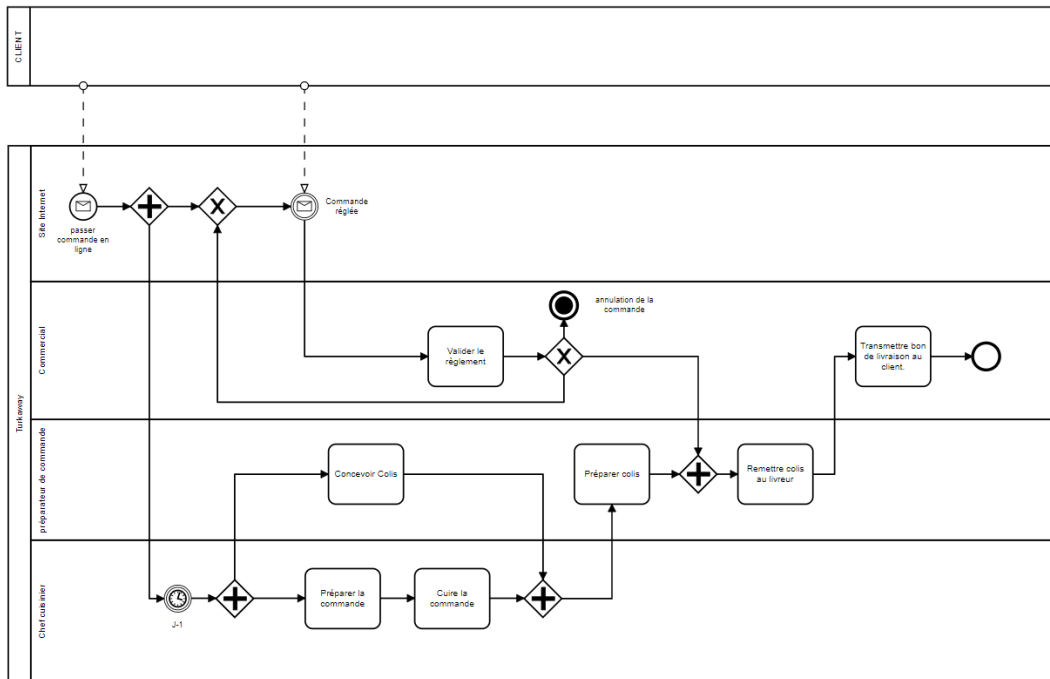 CLIENT
Turkaway
Site Internet
passer
commande en
ligne
Commande
réglée
Commercial
annulation de la
commande
Valider le
règlement
Transmettre bon
de livraison au
client.
préparateur de commande
Concevoir Colis
Préparer colis
Remettre colis
au livreur
Chef cuisinier
J-1
Préparer la
commande
Cuire la
commande